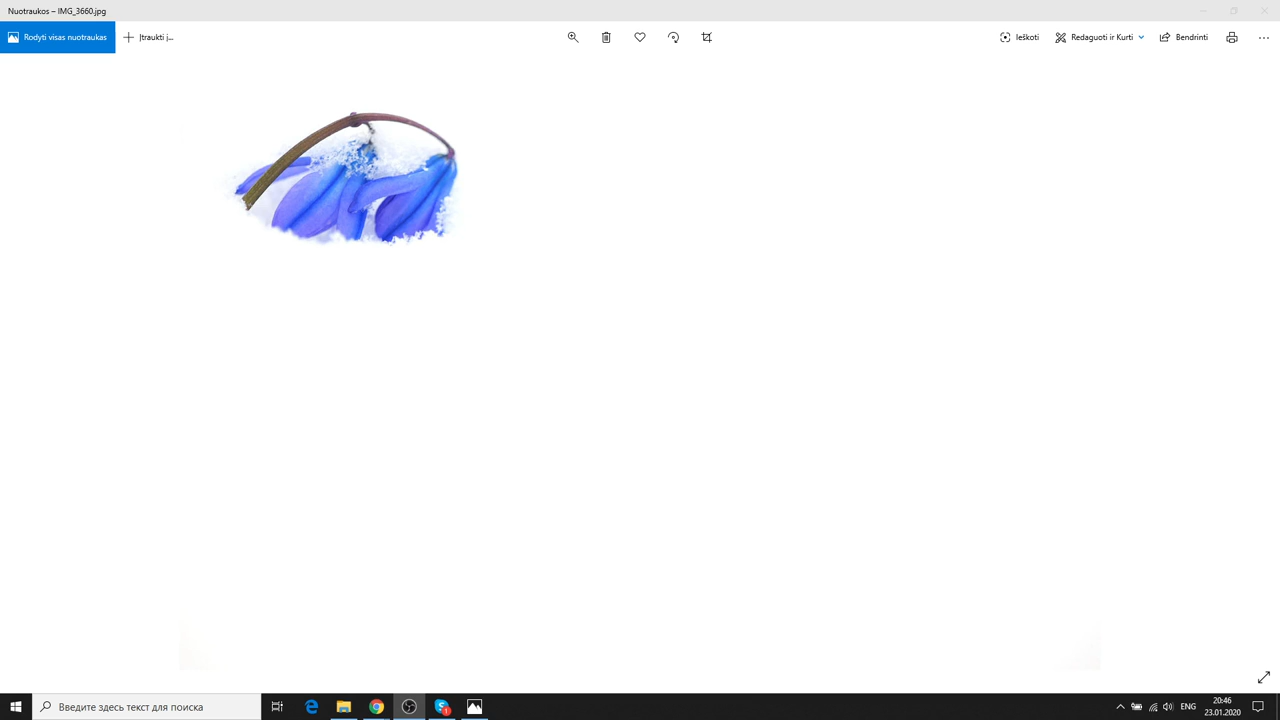 Nuotraukos – IMG_3660.jpg
Rodyti visas nuotraukas
Įtraukti į...
Ieškoti
Redaguoti ir Kurti
Bendrinti
Введите здесь текст для поиска
1
ENG
20:46
23.01.2020